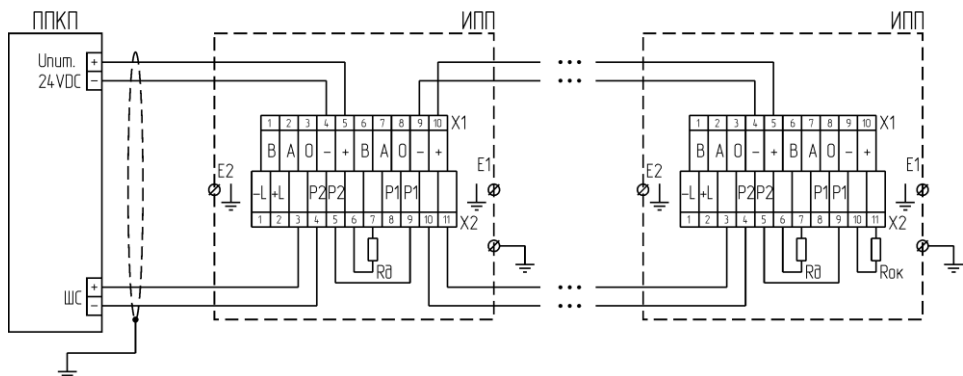 ППКП
ИПП
ИПП
Uпит. +
24VDC −
1 2 3 4 5 6 7 8 9 10 X1
B A 0 − + B A 0 − +
E2
E1
−L +L P2 P2 P1 P1
1 2 3 4 5 6 7 8 9 10 11 X2
Rд
1 2 3 4 5 6 7 8 9 10 X1
B A 0 − + B A 0 − +
E2
E1
−L +L P2 P2 P1 P1
1 2 3 4 5 6 7 8 9 10 11 X2
Rд
Rок
ШС +
−